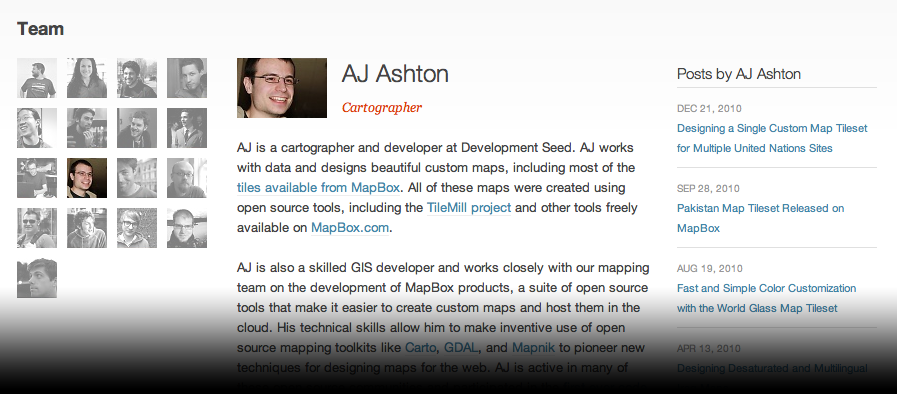 Team
AJ Ashton
Cartographer
AJ is a cartographer and developer at Development Seed. AJ works
with data and designs beautiful custom maps, including most of the
tiles available from MapBox. All of these maps were created using
open source tools, including the TileMill project and other tools freely
available on MapBox.com.
AJ is also a skilled GIS developer and works closely with our mapping
team on the development of MapBox products, a suite of open source
tools that make it easier to create custom maps and host them in the
cloud. His technical skills allow him to make inventive use of open
source mapping toolkits like Carto, GDAL, and Mapnik to pioneer new
techniques for designing maps for the web. AJ is active in many of
Posts by AJ Ashton
DEC 21, 2010
Designing a Single Custom Map Tileset
for Multiple United Nations Sites
SEP 28, 2010
Pakistan Map Tileset Released on
MapBox
AUG 19, 2010
Fast and Simple Color Customization
with the World Glass Map Tileset
APR 13, 2010
Designing Desaturated and Multilingual